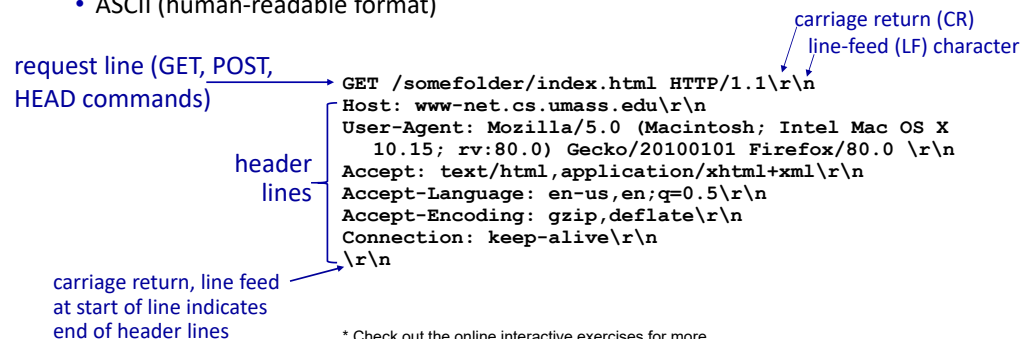 • ASCII (human-readable format)
carriage return (CR)
line-feed (LF) character
request line (GET, POST,
HEAD commands)
GET /somefolder/index.html HTTP/1.1\r\n
Host: www-net.cs.umass.edu\r\n
User-Agent: Mozilla/5.0 (Macintosh; Intel Mac OS X
10.15; rv:80.0) Gecko/20100101 Firefox/80.0 \r\n
Accept: text/html,application/xhtml+xml\r\n
Accept-Language: en-us,en;q=0.5\r\n
Accept-Encoding: gzip,deflate\r\n
Connection: keep-alive\r\n
\r\n
header
lines
carriage return, line feed
at start of line indicates
end of header lines
* Check out the online interactive exercises for more